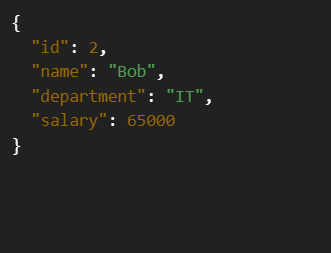 {
  "id": 2,
  "name": "Bob",
  "department": "IT",
  "salary": 65000
}